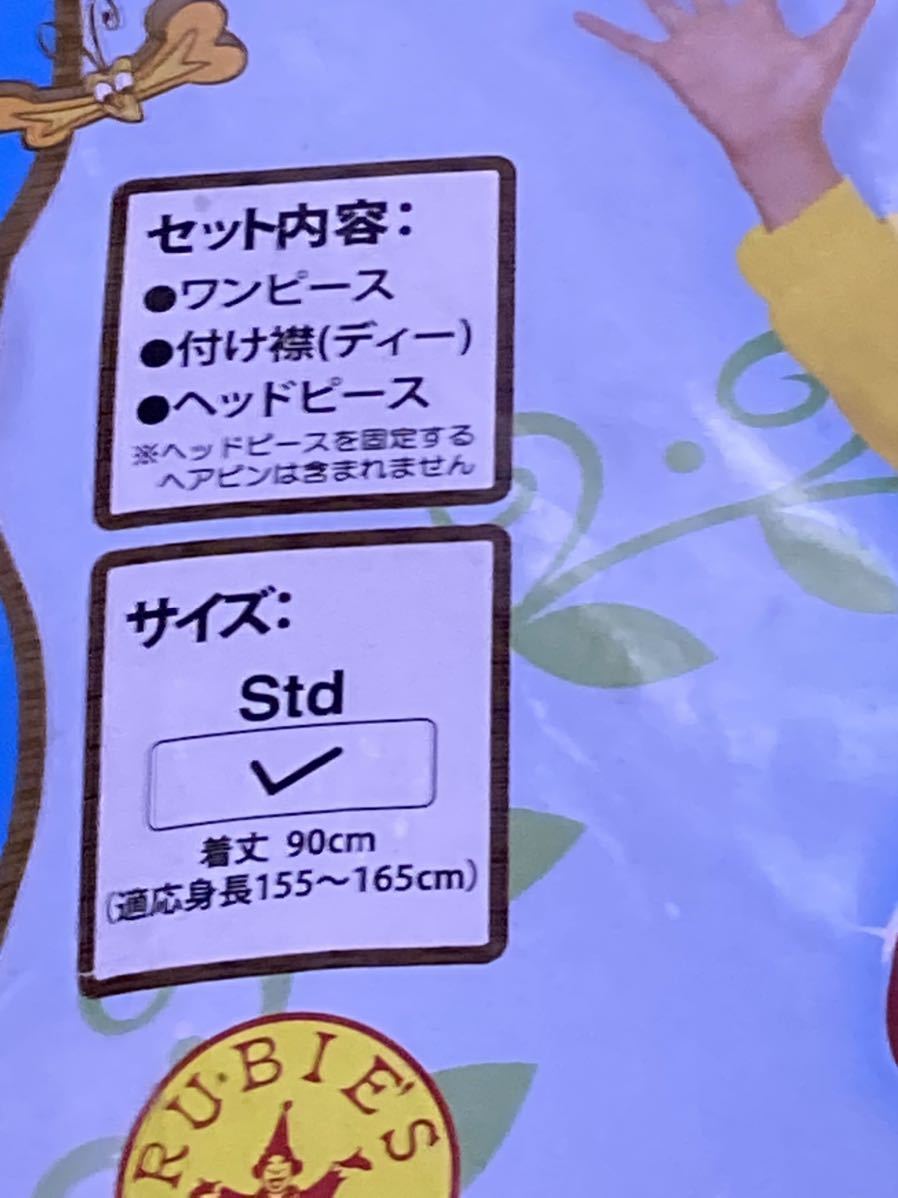 セット内容：
●ワンピース
●付け襟(ディー)
●ヘッドピース
※ヘッドピースを固定する
ヘアピンは含まれません
サイズ：
Std
着丈 90cm
(適応身長155～165cm)
RUBIE'S